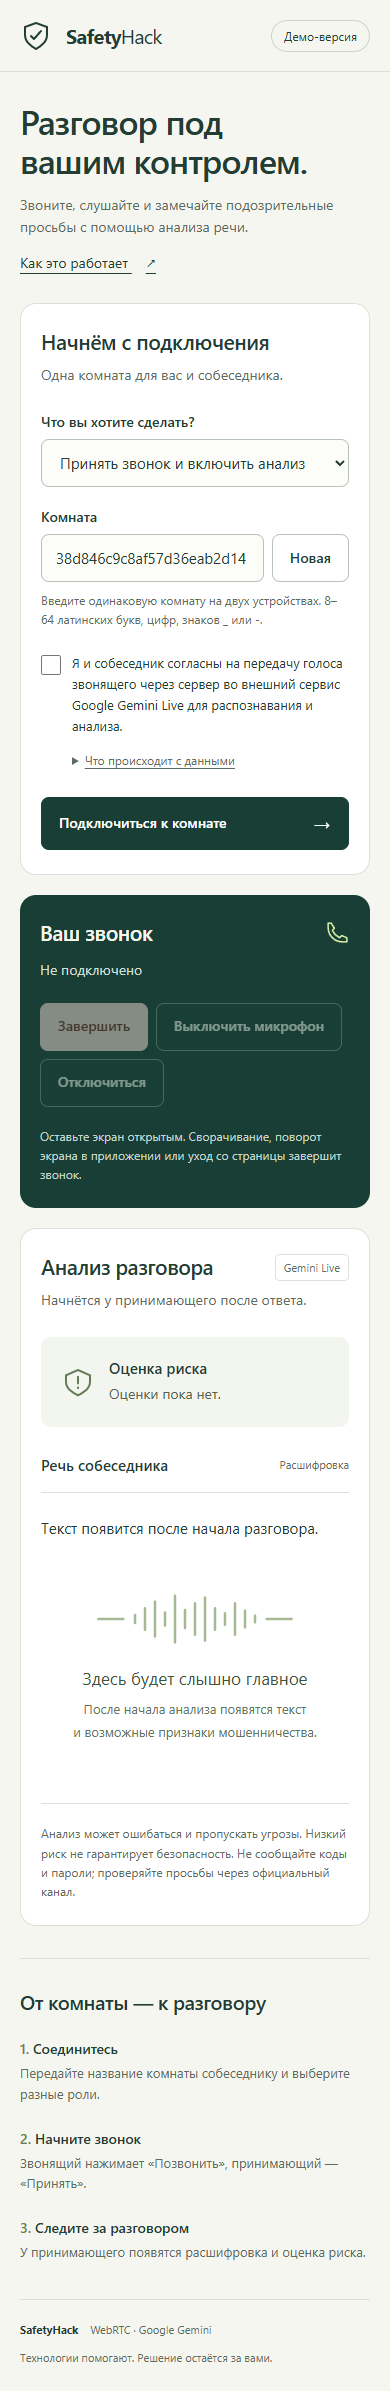 SafetyHack
Демо-версия
Разговор под
вашим контролем.
Звоните, слушайте и замечайте подозрительные
просьбы с помощью анализа речи.
Как это работает ↗
Начнём с подключения
Одна комната для вас и собеседника.
Что вы хотите сделать?
Принять звонок и включить анализ
Комната
38d846c9c8af57d36eab2d14
Новая
Введите одинаковую комнату на двух устройствах. 8–
64 латинских букв, цифр, знаков _ или -.
Я и собеседник согласны на передачу голоса
звонящего через сервер во внешний сервис
Google Gemini Live для распознавания и
анализа.
Что происходит с данными
Подключиться к комнате →
Ваш звонок
Не подключено
Завершить
Выключить микрофон
Отключиться
Оставьте экран открытым. Сворачивание, поворот
экрана в приложении или уход со страницы завершит
звонок.
Анализ разговора
Gemini Live
Начнётся у принимающего после ответа.
Оценка риска
Оценки пока нет.
Речь собеседника
Расшифровка
Текст появится после начала разговора.
Здесь будет слышно главное
После начала анализа появятся текст
и возможные признаки мошенничества.
Анализ может ошибаться и пропускать угрозы. Низкий
риск не гарантирует безопасность. Не сообщайте коды
и пароли; проверяйте просьбы через официальный
канал.
От комнаты — к разговору
1. Соединитесь
Передайте название комнаты собеседнику и выберите
разные роли.
2. Начните звонок
Звонящий нажимает «Позвонить», принимающий —
«Принять».
3. Следите за разговором
У принимающего появятся расшифровка и оценка риска.
SafetyHack WebRTC · Google Gemini
Технологии помогают. Решение остаётся за вами.